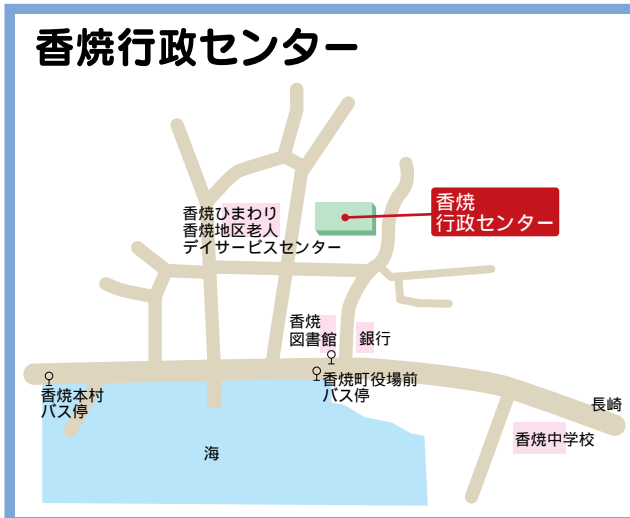 香焼行政センター
香焼
行政センター
香焼ひまわり
香焼地区老人
デイサービスセンター
香焼
図書館
銀行
香焼町役場前
バス停
香焼本村
バス停
長崎
香焼中学校
海